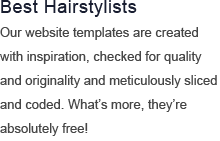 Best Hairstylists
Our website templates are created
with inspiration, checked for quality
and originality and meticulously sliced
and coded. What's more, they're
absolutely free!